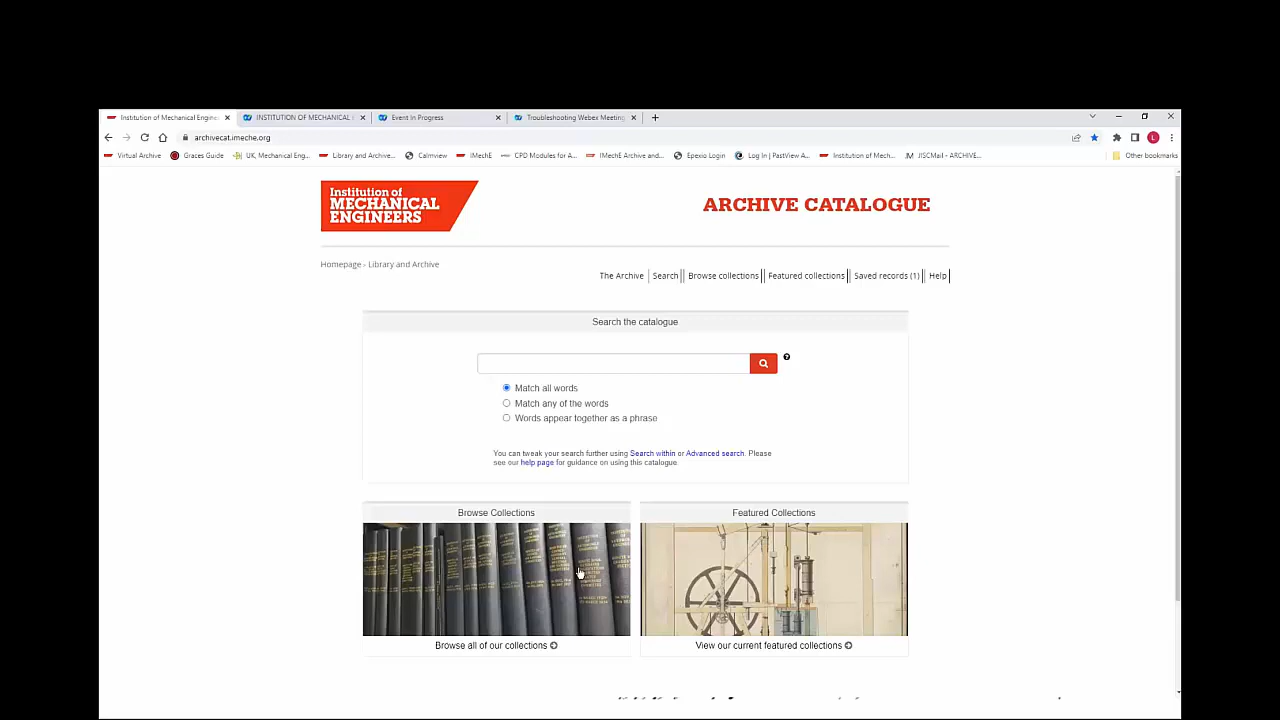 Institution of Mechanical Engine
INSTITUTION OF MECHANICAL
Event In Progress
Troubleshooting Webex Meeting
archivecat.imeche.org
Virtual Archive
Graces Guide
UK, Mechanical Eng...
Library and Archive...
Calmview
IMechE
CPD Modules for A...
IMechE Archive and...
Epexio Login
Log In | PastView A...
Institution of Mech...
JISCMail - ARCHIVE...
Other bookmarks
Institution of
MECHANICAL
ENGINEERS
ARCHIVE CATALOGUE
Homepage › Library and Archive
The Archive
Search
Browse collections
Featured collections
Saved records (1)
Help
Search the catalogue
Match all words
Match any of the words
Words appear together as a phrase
You can tweak your search further using Search within or Advanced search. Please
see our help page for guidance on using this catalogue.
Browse Collections
Featured Collections
Browse all of our collections
View our current featured collections